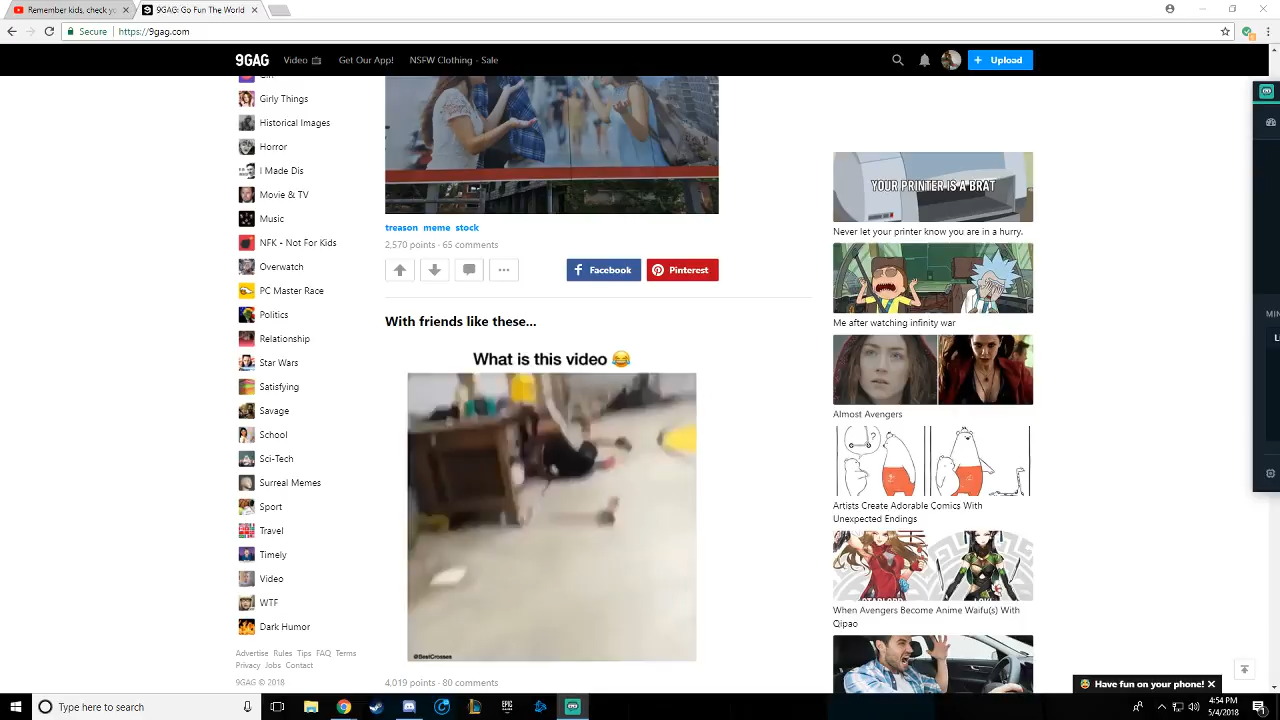 Remember kids, check yo
9GAG: Go Fun The World
Secure
https://9gag.com
9GAG
Video
Get Our App!
NSFW Clothing - Sale
+ Upload
Girly Things
Historical Images
Horror
I Made Dis
Movie & TV
Music
NFK - Not For Kids
Overwatch
PC Master Race
Politics
Relationship
Star Wars
Satisfying
Savage
School
Sci-Tech
Surreal Memes
Sport
Travel
Timely
Video
WTF
Dark Humor
Advertise Rules Tips FAQ Terms
Privacy Jobs Contact
9GAG © 2018
treason meme stock
2,570 points · 65 comments
Facebook
Pinterest
With friends like these...
What is this video 😂
@BestCrosses
4,019 points · 80 comments
YOUR PRINTER IS A BRAT
Never let your printer know you are in a hurry.
Me after watching infinity war
Almost Avengers
?
Artists Create Adorable Comics With
Unexpected Endings
When Avengers Become Anime Waifu(s) With
Qipao
Have fun on your phone! ✕
MIN
Type here to search
EPIC
4:54 PM
5/4/2018